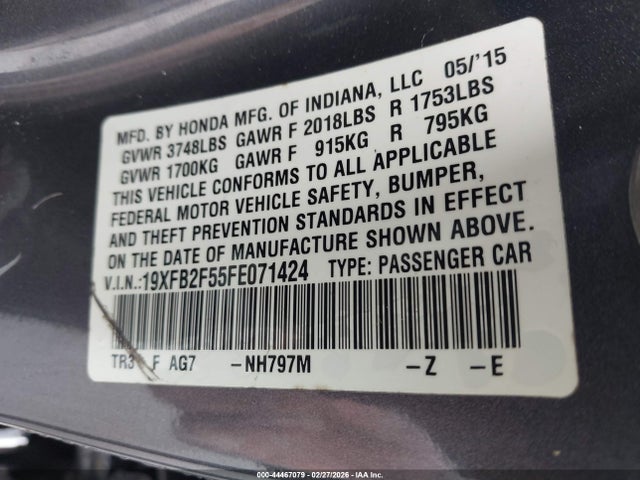 MFD. BY HONDA MFG. OF INDIANA, LLC 05/'15
GVWR 3748LBS GAWR F 2018LBS R 1753LBS
GVWR 1700KG GAWR F 915KG R 795KG
THIS VEHICLE CONFORMS TO ALL APPLICABLE
FEDERAL MOTOR VEHICLE SAFETY, BUMPER,
AND THEFT PREVENTION STANDARDS IN EFFECT
ON THE DATE OF MANUFACTURE SHOWN ABOVE.
V.I.N.:19XFB2F55FE071424 TYPE: PASSENGER CAR
TR3 F AG7 -NH797M -Z -E
000-44467079 - 02/27/2026 - IAA Inc.